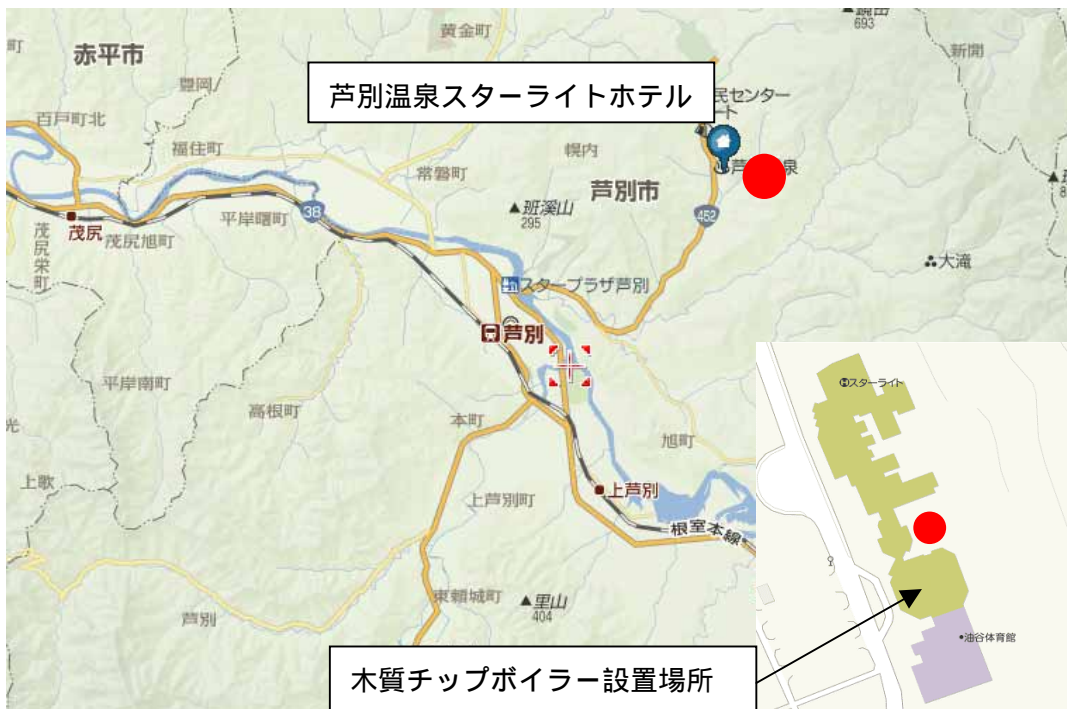 鏡山
693
町
赤平市
黄金町
新開
豊岡
芦別温泉スターライトホテル
民センター
ート
百戸町北
福住町
常磐町
幌内
芦
泉
芦別市
38
平岸曙町
班渓山
295
452
茂尻
茂尻旭町
茂尻栄町
大滝
スタープラザ芦別
芦別
平岸南町
高根町
本町
旭町
光
上歌
上芦別
上芦別町
根室本線
スターライト
芦別
東頼城町
里山
404
油谷体育館
木質チップボイラー設置場所